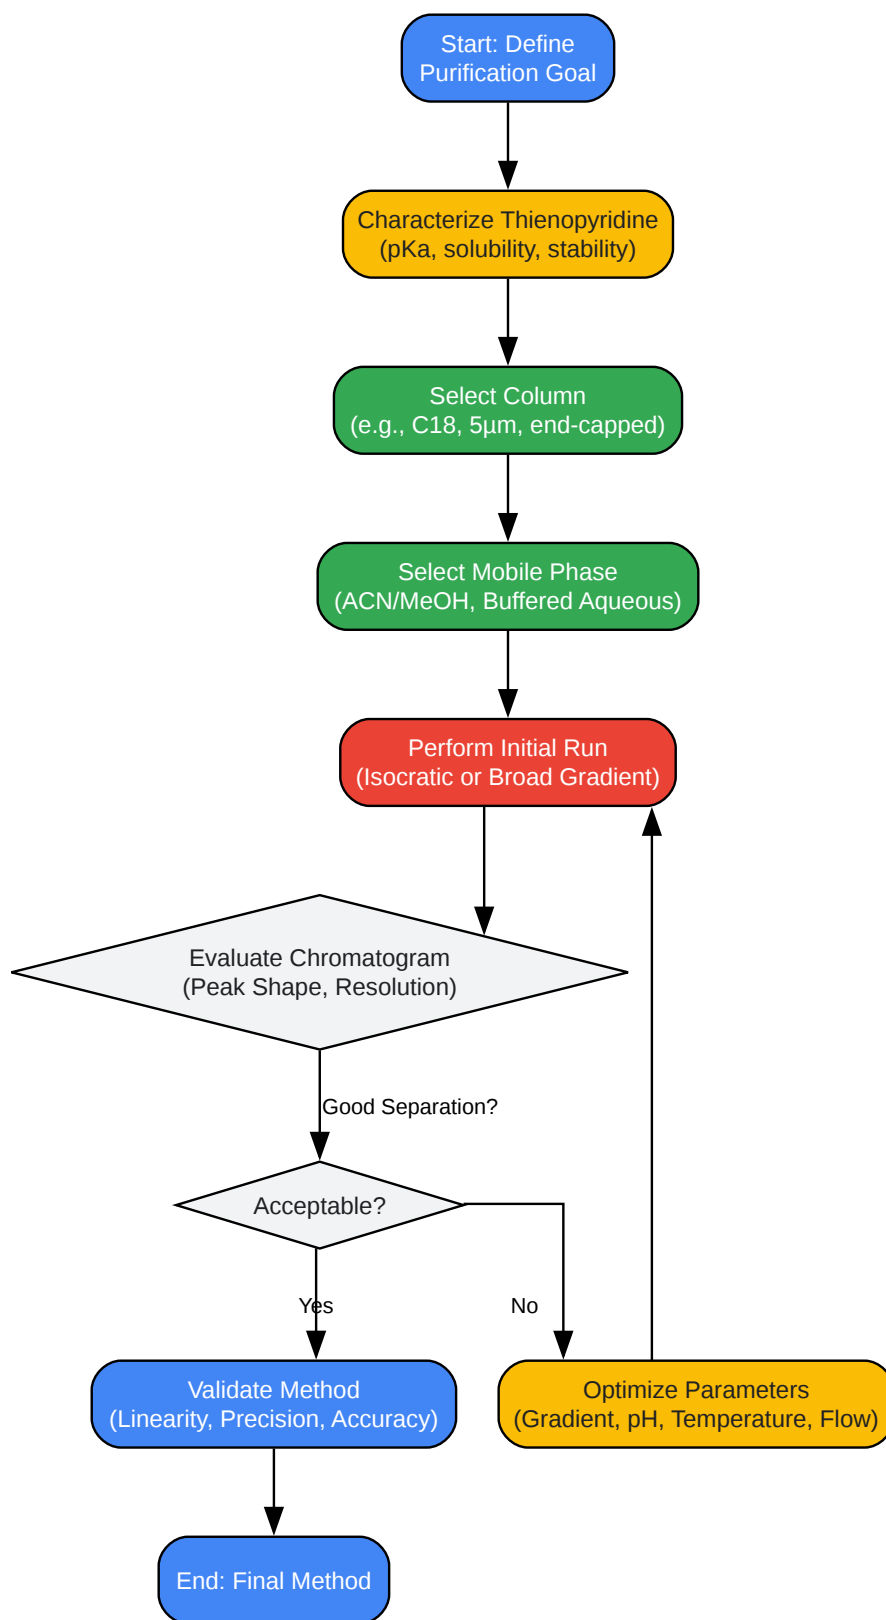 Start: Define
Purification Goal
Characterize Thienopyridine
(pKa, solubility, stability)
Select Column
(e.g., C18, 5µm, end-capped)
Select Mobile Phase
(ACN/MeOH, Buffered Aqueous)
Perform Initial Run
(Isocratic or Broad Gradient)
Evaluate Chromatogram
(Peak Shape, Resolution)
Good Separation?
Acceptable?
Yes
No
Validate Method
(Linearity, Precision, Accuracy)
Optimize Parameters
(Gradient, pH, Temperature, Flow)
End: Final Method